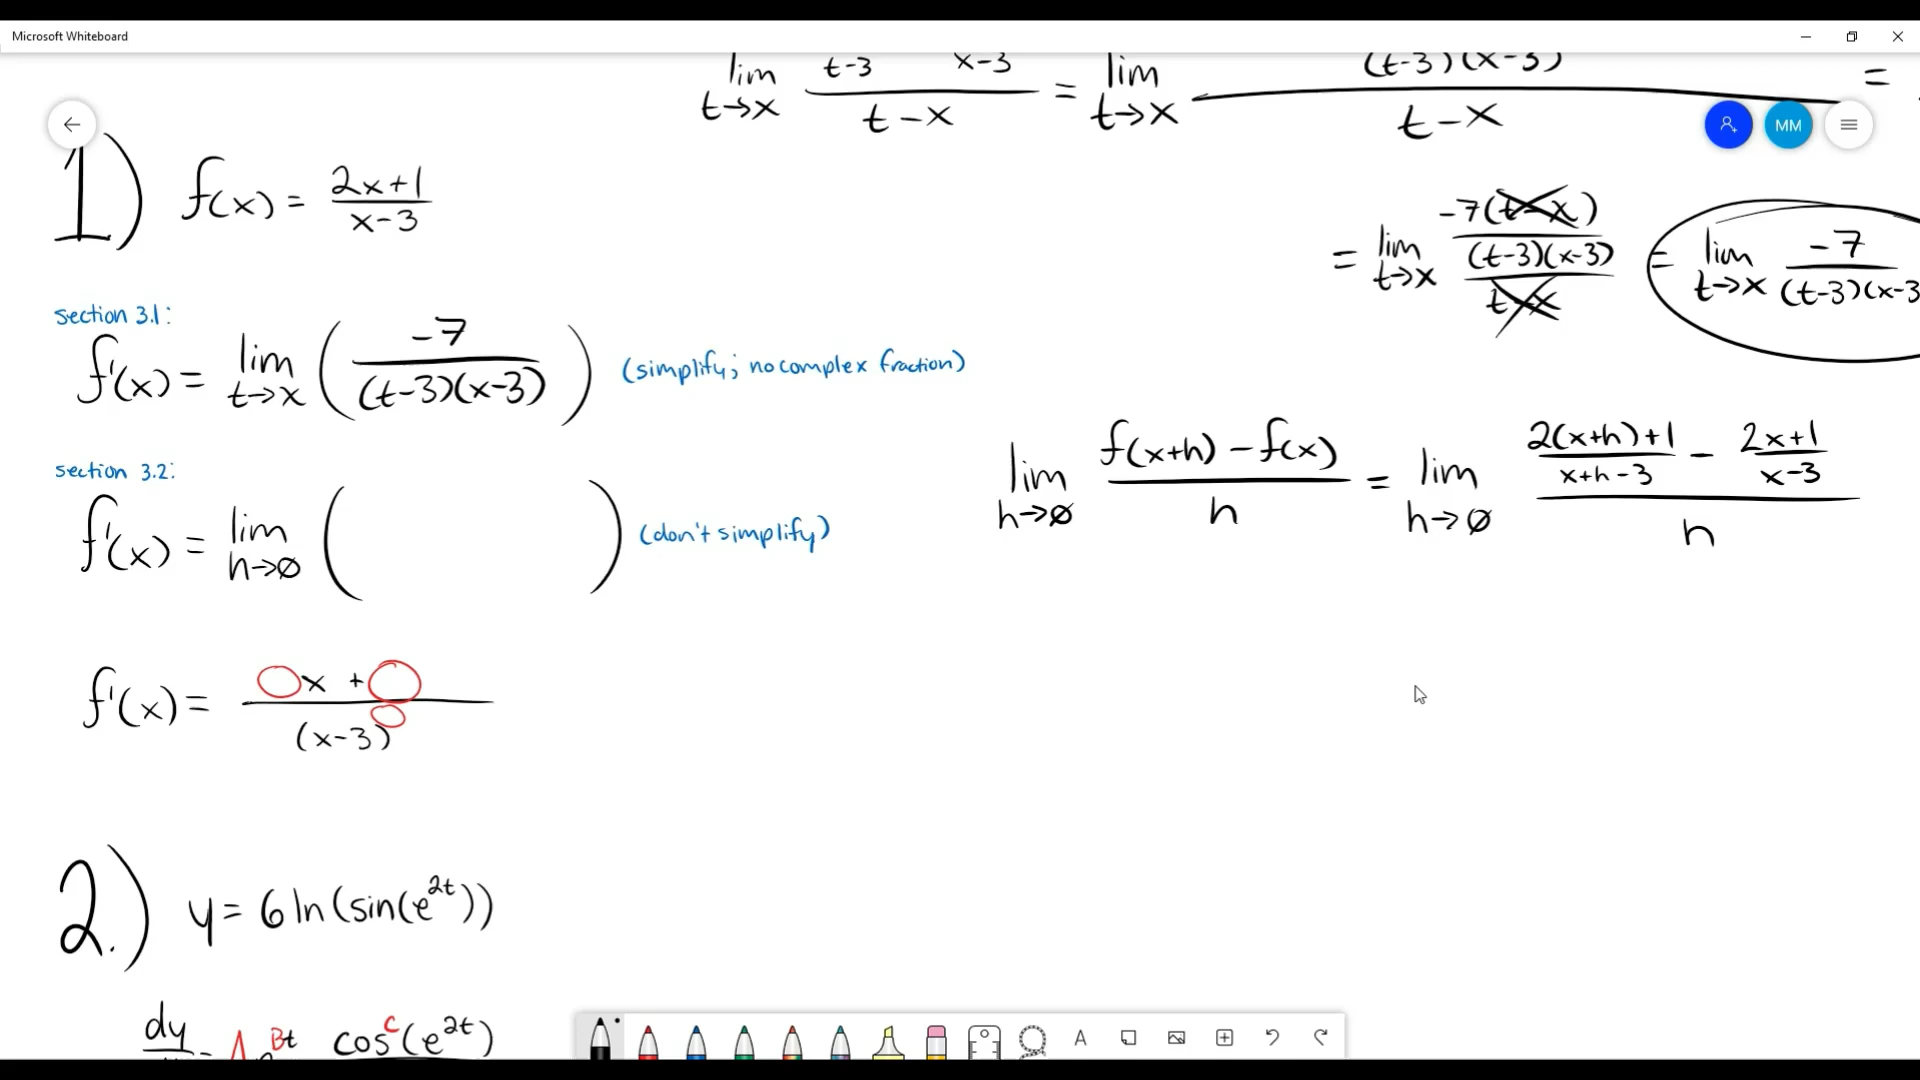 Microsoft Whiteboard
lim t→x (t-3 x-3)/(t-x) = lim t→x ((t-3)(x-3))/(t-x) =
MM
1) f(x) = (2x+1)/(x-3)
= lim t→x (-7(t-x)/((t-3)(x-3)))/(t-x) = lim t→x -7/((t-3)(x-3
section 3.1:
f'(x) = lim t→x (-7/((t-3)(x-3))) (simplify; no complex fraction)
section 3.2:
f'(x) = lim h→0 ( ) (don't simplify)
lim h→0 (f(x+h) - f(x))/h = lim h→0 ((2(x+h)+1)/(x+h-3) - (2x+1)/(x-3))/h
f'(x) = (x + )/(x-3)
2.) y = 6 ln(sin(e^2t))
dy cos^c(e^2t)
Bt
A